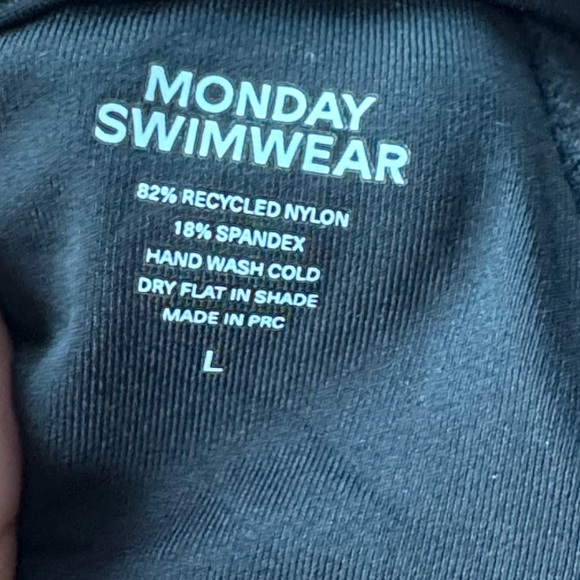 MONDAY
SWIMWEAR
82% RECYCLED NYLON
18% SPANDEX
HAND WASH COLD
DRY FLAT IN SHADE
MADE IN PRC
L